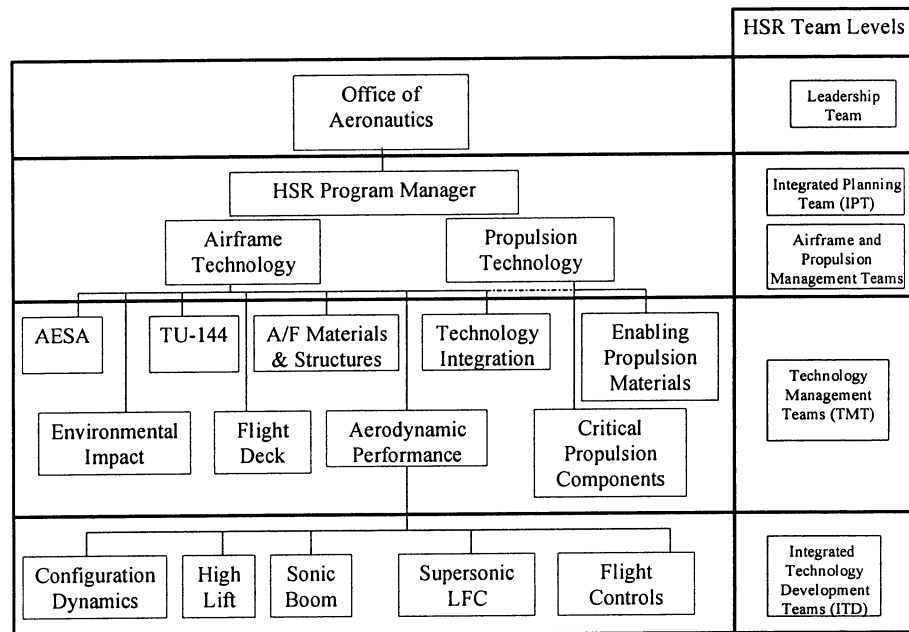 HSR Team Levels
Office of
Aeronautics
Leadership
Team
HSR Program Manager
Integrated Planning
Team (IPT)
Airframe
Technology
Propulsion
Technology
Airframe and
Propulsion
Management Teams
AESA
TU-144
A/F Materials
& Structures
Technology
Integration
Enabling
Propulsion
Materials
Technology
Management
Teams (TMT)
Environmental
Impact
Flight
Deck
Aerodynamic
Performance
Critical
Propulsion
Components
Configuration
Dynamics
High
Lift
Sonic
Boom
Supersonic
LFC
Flight
Controls
Integrated
Technology
Development
Teams (ITD)